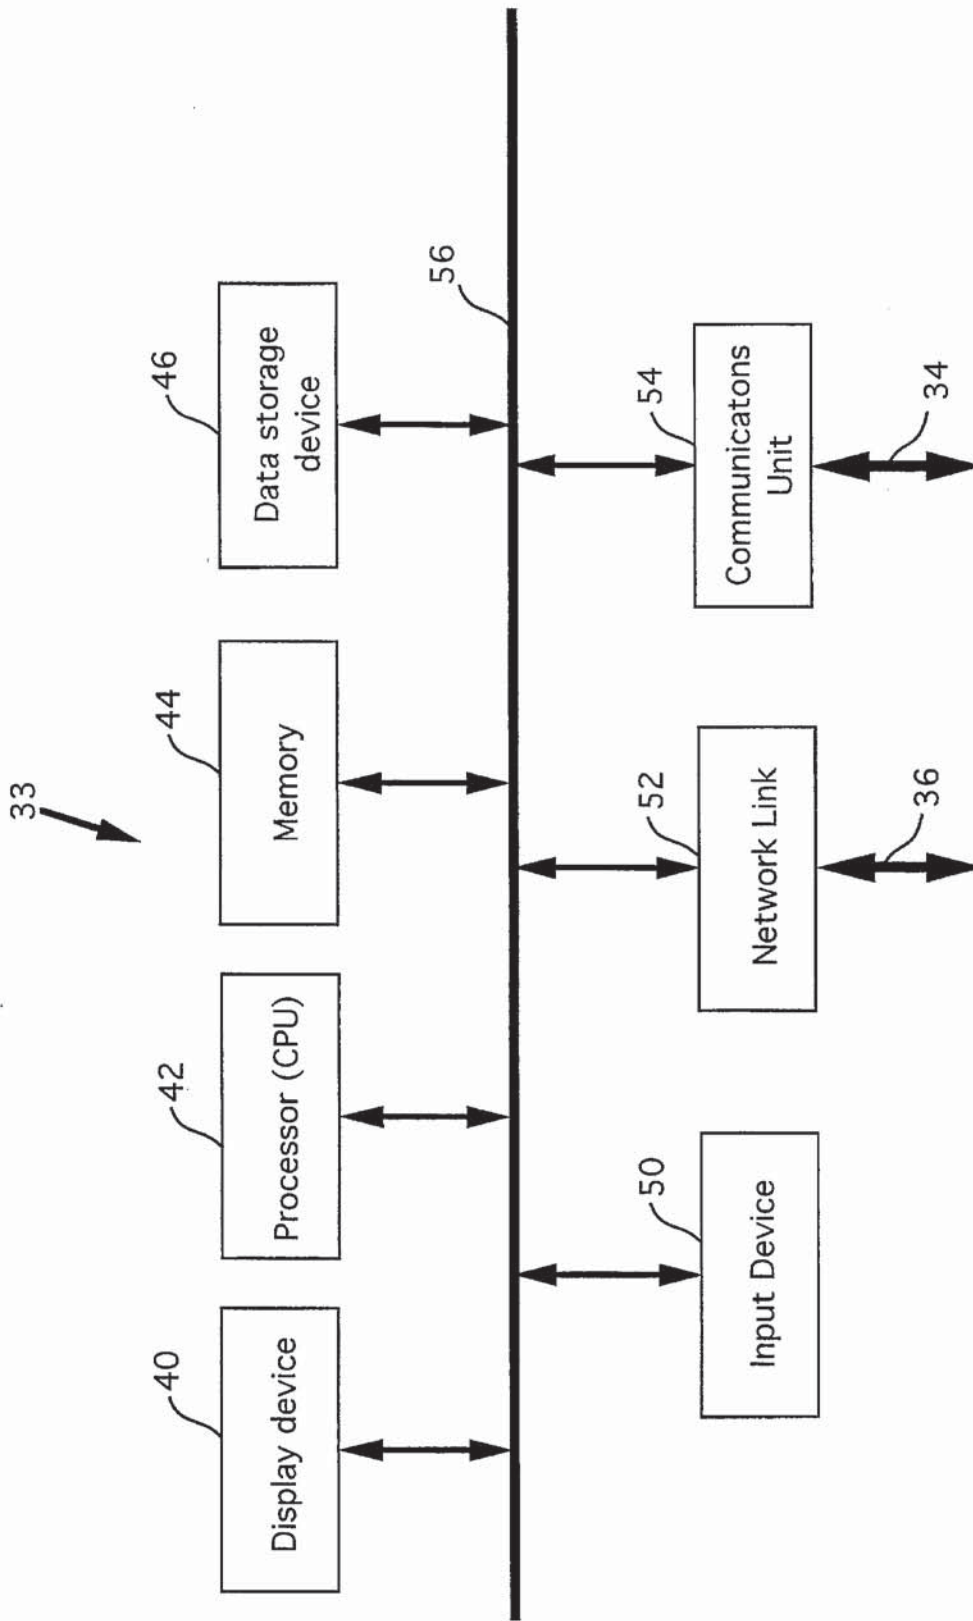 33
40
42
44
46
Display device
Processor (CPU)
Memory
Data storage
device
56
50
52
54
Input Device
Network Link
Communicatons
Unit
36
34